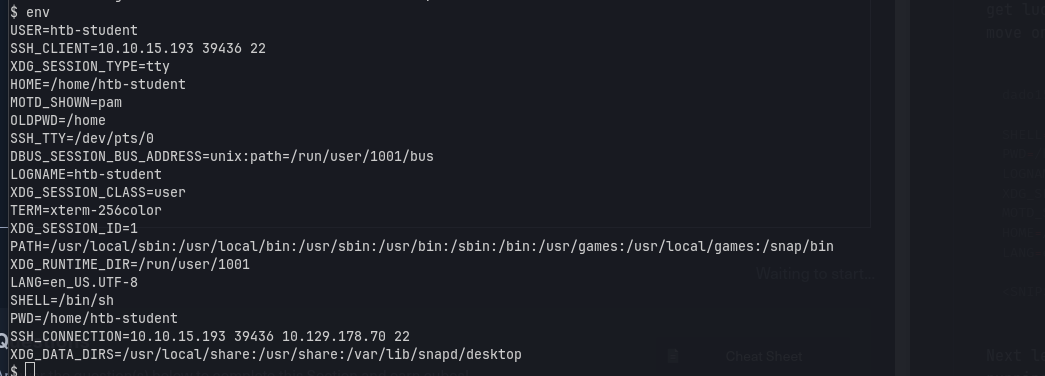 $ env
USER=htb-student
SSH_CLIENT=10.10.15.193 39436 22
XDG_SESSION_TYPE=tty
HOME=/home/htb-student
MOTD_SHOWN=pam
OLDPWD=/home
SSH_TTY=/dev/pts/0
DBUS_SESSION_BUS_ADDRESS=unix:path=/run/user/1001/bus
LOGNAME=htb-student
XDG_SESSION_CLASS=user
TERM=xterm-256color
XDG_SESSION_ID=1
PATH=/usr/local/sbin:/usr/local/bin:/usr/sbin:/usr/bin:/sbin:/bin:/usr/games:/usr/local/games:/snap/bin
XDG_RUNTIME_DIR=/run/user/1001
LANG=en_US.UTF-8
SHELL=/bin/sh
PWD=/home/htb-student
SSH_CONNECTION=10.10.15.193 39436 10.129.178.70 22
XDG_DATA_DIRS=/usr/local/share:/usr/share:/var/lib/snapd/desktop
$
Waiting to start...
Cheat Sheet
get
move
Next